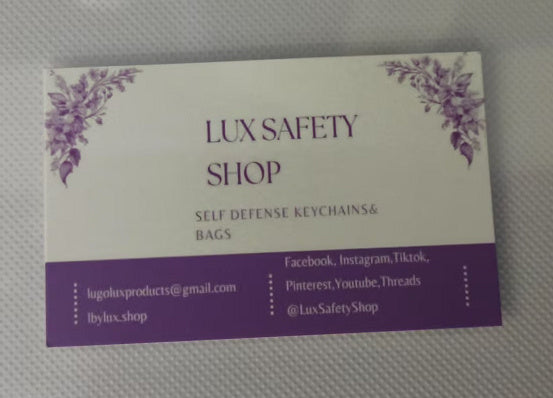 LUX SAFETY
SHOP
SELF DEFENSE KEYCHAINS&
BAGS
lugoluxproducts@gmail.com
lbylux.shop
Facebook, Instagram,Tiktok,
Pinterest,Youtube,Threads
@LuxSafetyShop